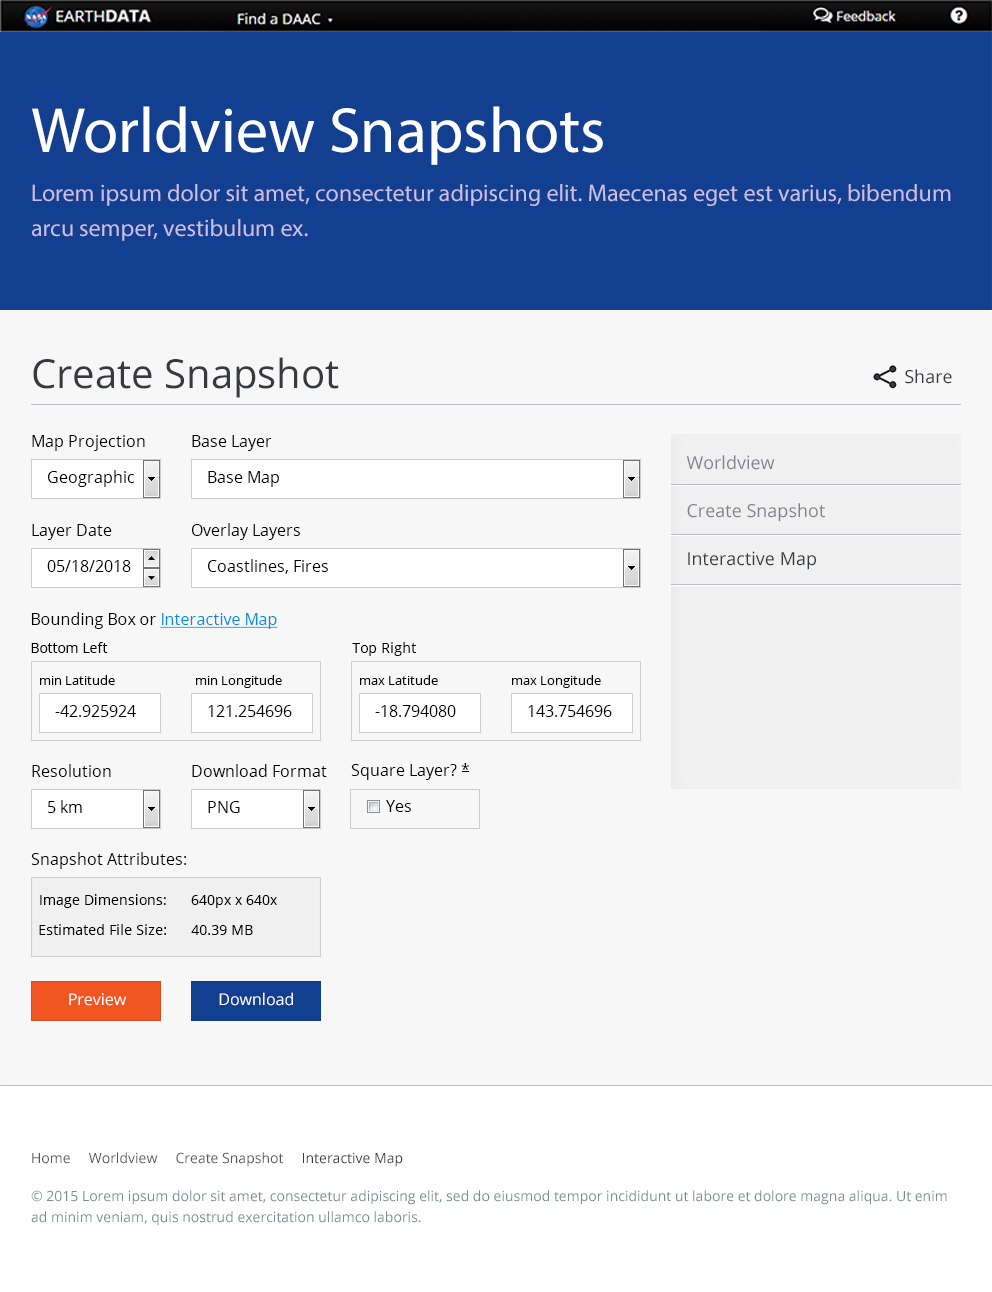 EARTHDATA Find a DAAC Feedback ?
Worldview Snapshots
Lorem ipsum dolor sit amet, consectetur adipiscing elit. Maecenas eget est varius, bibendum
arcu semper, vestibulum ex.
Create Snapshot
Share
Map Projection
Base Layer
Geographic
Base Map
Layer Date
Overlay Layers
05/18/2018
Coastlines, Fires
Bounding Box or Interactive Map
Bottom Left
Top Right
min Latitude
min Longitude
max Latitude
max Longitude
-42.925924
121.254696
-18.794080
143.754696
Resolution
Download Format
Square Layer? *
5 km
PNG
Yes
Snapshot Attributes:
Image Dimensions: 640px x 640x
Estimated File Size: 40.39 MB
Preview
Download
Worldview
Create Snapshot
Interactive Map
Home Worldview Create Snapshot Interactive Map
© 2015 Lorem ipsum dolor sit amet, consectetur adipiscing elit, sed do eiusmod tempor incididunt ut labore et dolore magna aliqua. Ut enim
ad minim veniam, quis nostrud exercitation ullamco laboris.